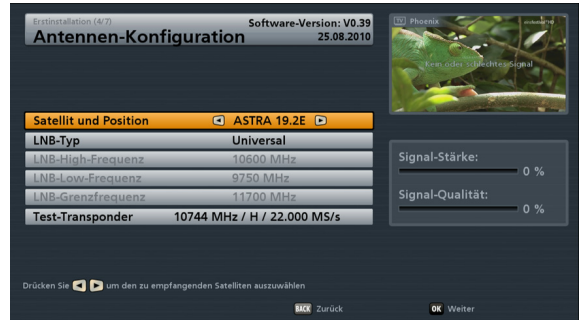 Erstinstallation (4/7)
Antennen-Konfiguration
Software-Version: V0.39
25.08.2010
TV Phoenix
Kein oder schlechtes Signal
Satellit und Position ASTRA 19.2E
LNB-Typ Universal
LNB-High-Frequenz 10600 MHz
LNB-Low-Frequenz 9750 MHz
LNB-Grenzfrequenz 11700 MHz
Test-Transponder 10744 MHz / H / 22.000 MS/s
Signal-Stärke:
0 %
Signal-Qualität:
0 %
Drücken Sie um den zu empfangenden Satelliten auszuwählen
BACK Zurück
OK Weiter